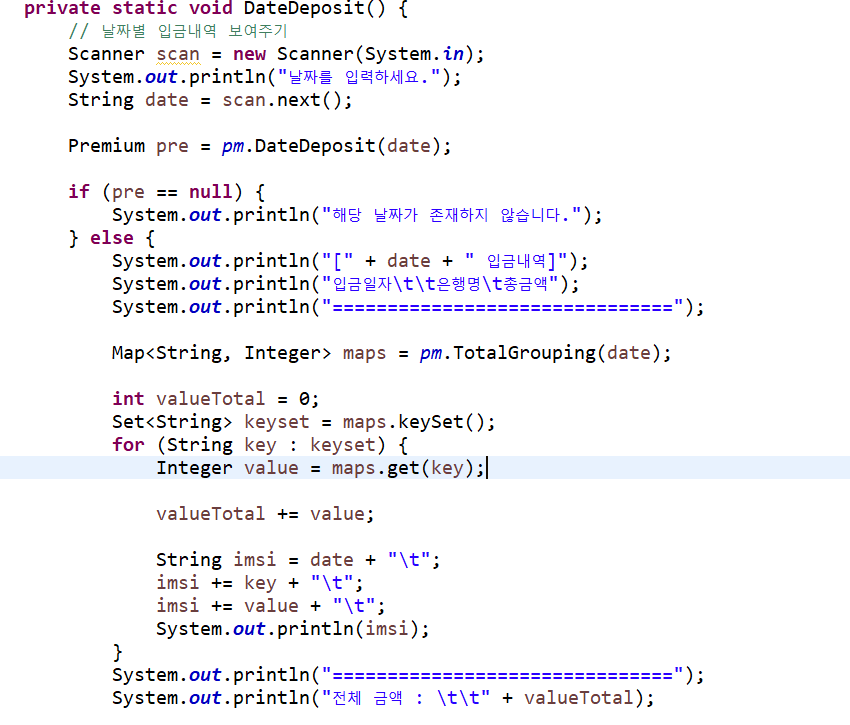 private static void DateDeposit() {
// 날짜별 입금내역 보여주기
Scanner scan = new Scanner(System.in);
System.out.println("날짜를 입력하세요.");
String date = scan.next();
Premium pre = pm.DateDeposit(date);
if (pre == null) {
System.out.println("해당 날짜가 존재하지 않습니다.");
} else {
System.out.println("[" + date + " 입금내역]");
System.out.println("입금일자\t\t은행명\t총금액");
System.out.println("===============================");
Map<String, Integer> maps = pm.TotalGrouping(date);
int valueTotal = 0;
Set<String> keyset = maps.keySet();
for (String key : keyset) {
Integer value = maps.get(key);
valueTotal += value;
String imsi = date + "\t";
imsi += key + "\t";
imsi += value + "\t";
System.out.println(imsi);
}
System.out.println("===============================");
System.out.println("전체 금액 : \t\t" + valueTotal);